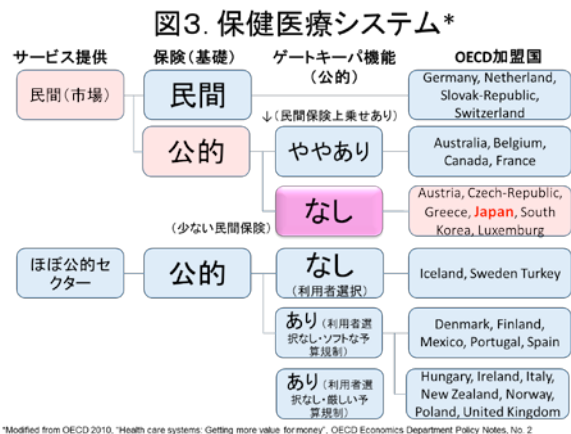 図3. 保健医療システム*
サービス提供
保険(基礎)
ゲートキーパ機能
(公的)
OECD加盟国
民間(市場)
民間
Germany, Netherland,
Slovak-Republic,
Switzerland
↓(民間保険上乗せあり)
公的
ややあり
Australia, Belgium,
Canada, France
(少ない民間保険)
なし
Austria, Czech-Republic,
Greece, Japan, South
Korea, Luxemburg
ほぼ公的セ
クター
公的
なし
(利用者選択)
Iceland, Sweden Turkey
あり(利用者選
択なし・ソフトな予
算規制)
Denmark, Finland,
Mexico, Portugal, Spain
あり(利用者選
択なし・厳しい予
算規制)
Hungary, Ireland, Italy,
New Zealand, Norway,
Poland, United Kingdom
*Modified from OECD 2010, "Health care systems: Getting more value for money", OECD Economics Department Policy Notes, No. 2